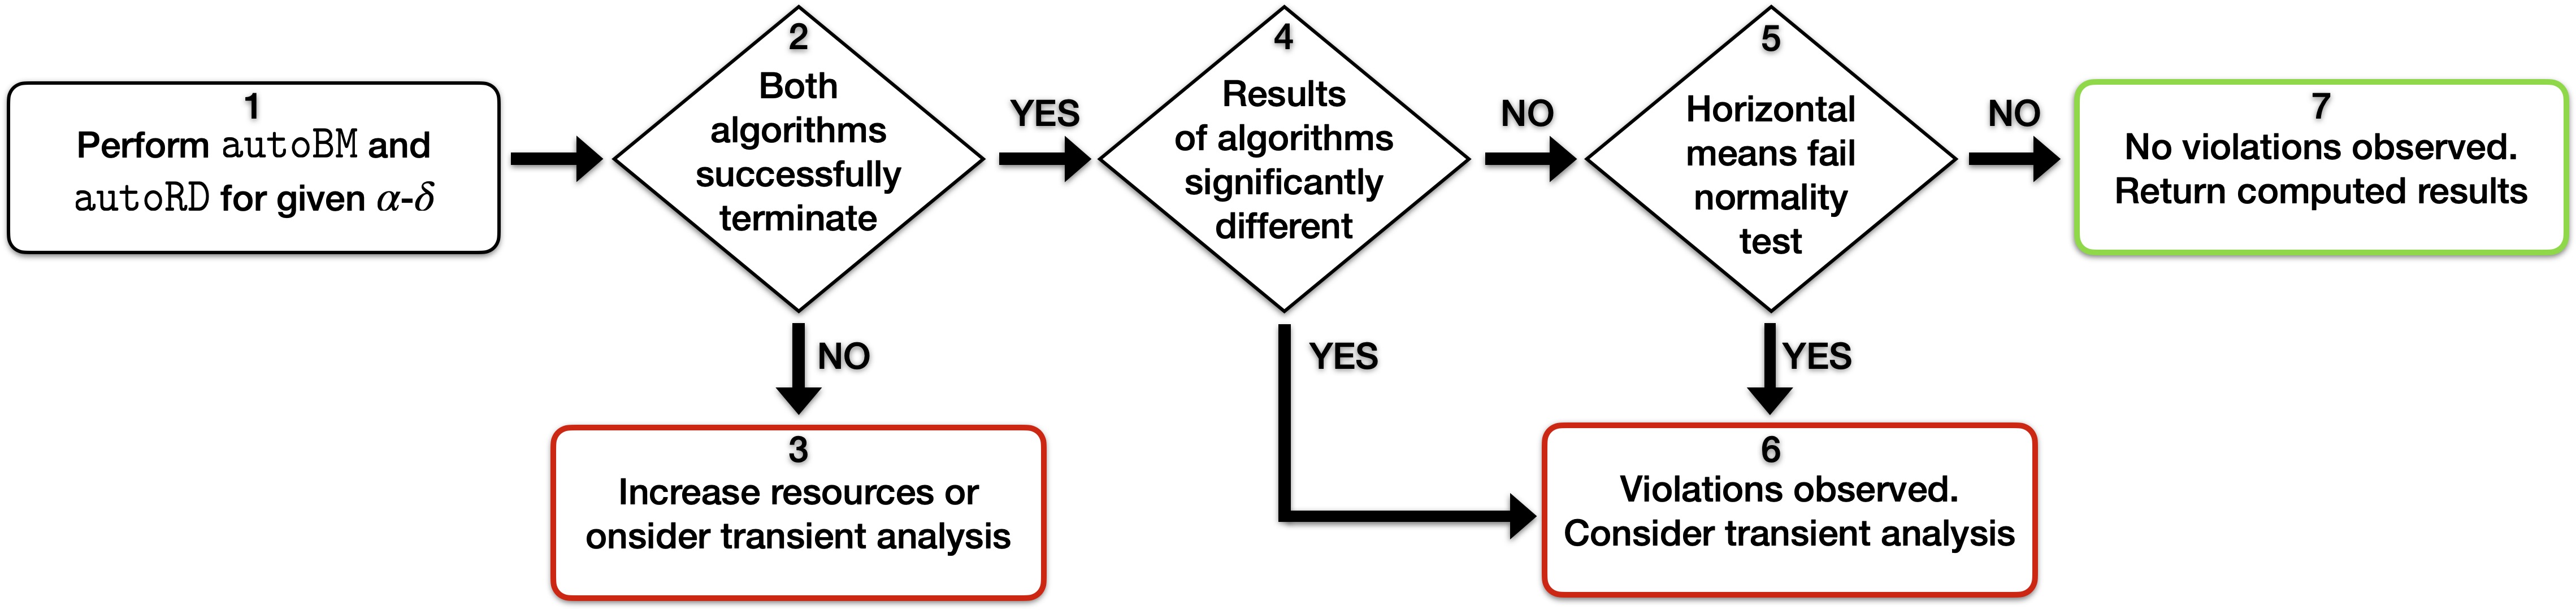 1
Perform autoBM and
autoRD for given α-δ
2
Both
algorithms
successfully
terminate
YES
NO
3
Increase resources or
onsider transient analysis
4
Results
of algorithms
significantly
different
NO
YES
5
Horizontal
means fail
normality
test
NO
YES
6
Violations observed.
Consider transient analysis
7
No violations observed.
Return computed results